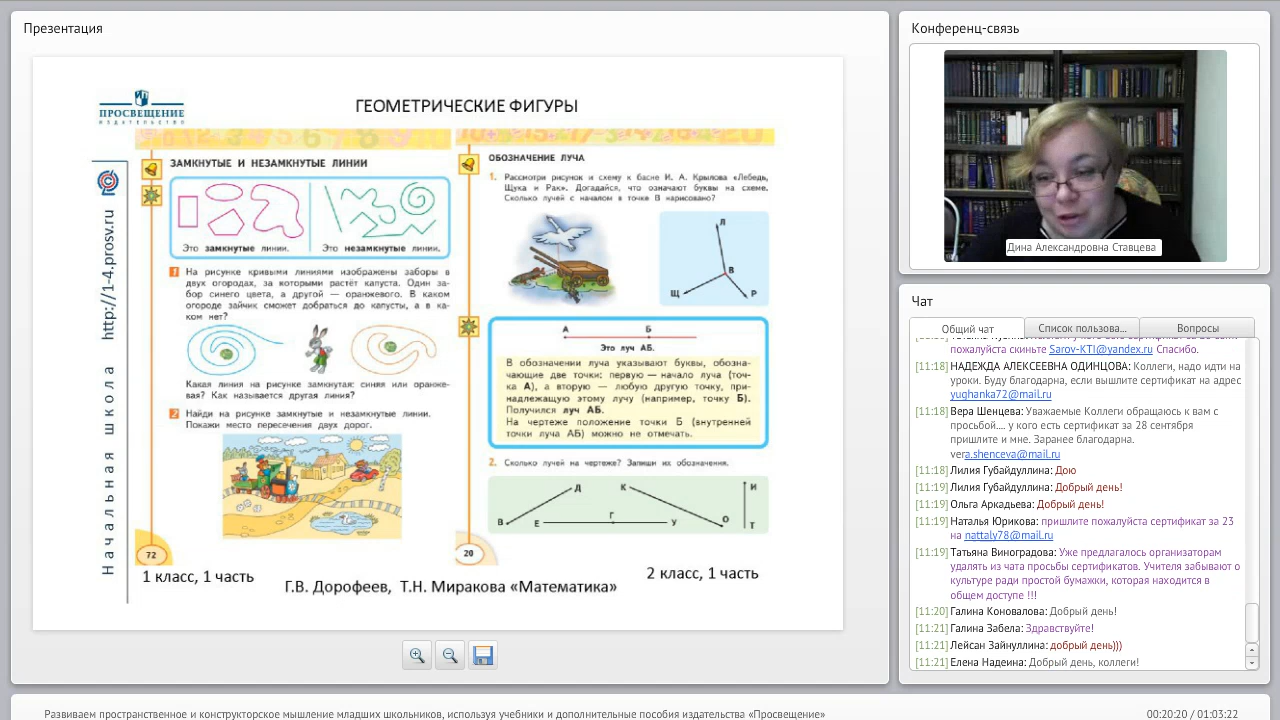 Презентация
ПРОСВЕЩЕНИЕ
ИЗДАТЕЛЬСТВО
ГЕОМЕТРИЧЕСКИЕ ФИГУРЫ
Начальная школа http://1-4.prosv.ru
ЗАМКНУТЫЕ И НЕЗАМКНУТЫЕ ЛИНИИ
Это замкнутые линии.
Это незамкнутые линии.
1 На рисунке кривыми линиями изображены заборы в
двух огородах, за которыми растёт капуста. Один за-
бор синего цвета, а другой — оранжевого. В каком
огороде зайчик сможет добраться до капусты, а в ка-
ком нет?
Какая линия на рисунке замкнутая: синяя или оранже-
вая? Как называется другая линия?
2 Найди на рисунке замкнутые и незамкнутые линии.
Покажи место пересечения двух дорог.
72
1 класс, 1 часть
ОБОЗНАЧЕНИЕ ЛУЧА
1. Рассмотри рисунок и схему к басне И. А. Крылова «Лебедь,
Щука и Рак». Догадайся, что означают буквы на схеме.
Сколько лучей с началом в точке В нарисовано?
Л
В
Щ
Р
А Б
Это луч АБ.
В обозначении луча указывают буквы, обозна-
чающие две точки: первую — начало луча (точ-
ка А), а вторую — любую другую точку, при-
надлежащую этому лучу (например, точку Б).
Получился луч АБ.
На чертеже положение точки Б (внутренней
точки луча АБ) можно не отмечать.
2. Сколько лучей на чертеже? Запиши их обозначения.
Д К И
В Е Г У О Т
20
2 класс, 1 часть
Г.В. Дорофеев, Т.Н. Миракова «Математика»
Конференц-связь
Дина Александровна Ставцева
Чат
Общий чат
Список пользова...
Вопросы
пожалуйста скиньте Sarov-KTI@yandex.ru Спасибо.
[11:18] НАДЕЖДА АЛЕКСЕЕВНА ОДИНЦОВА: Коллеги, надо идти на
уроки. Буду благодарна, если вышлите сертификат на адрес
yughanka72@mail.ru
[11:18] Вера Шенцева: Уважаемые Коллеги обращаюсь к вам с
просьбой.... у кого есть сертификат за 28 сентября
пришлите и мне. Заранее благодарна.
vera.shenceva@mail.ru
[11:18] Лилия Губайдуллина: Дою
[11:19] Лилия Губайдуллина: Добрый день!
[11:19] Ольга Аркадьева: Добрый день!
[11:19] Наталья Юрикова: пришлите пожалуйста сертификат за 23
на nattaly78@mail.ru
[11:19] Татьяна Виноградова: Уже предлагалось организаторам
удалять из чата просьбы сертификатов. Учителя забывают о
культуре ради простой бумажки, которая находится в
общем доступе !!!
[11:20] Галина Коновалова: Добрый день!
[11:21] Галина Забела: Здравствуйте!
[11:21] Лейсан Зайнуллина: добрый день)))
[11:21] Елена Надеина: Добрый день, коллеги!
Развиваем пространственное и конструкторское мышление младших школьников, используя учебники и дополнительные пособия издательства «Просвещение»
00:20:20 / 01:03:22